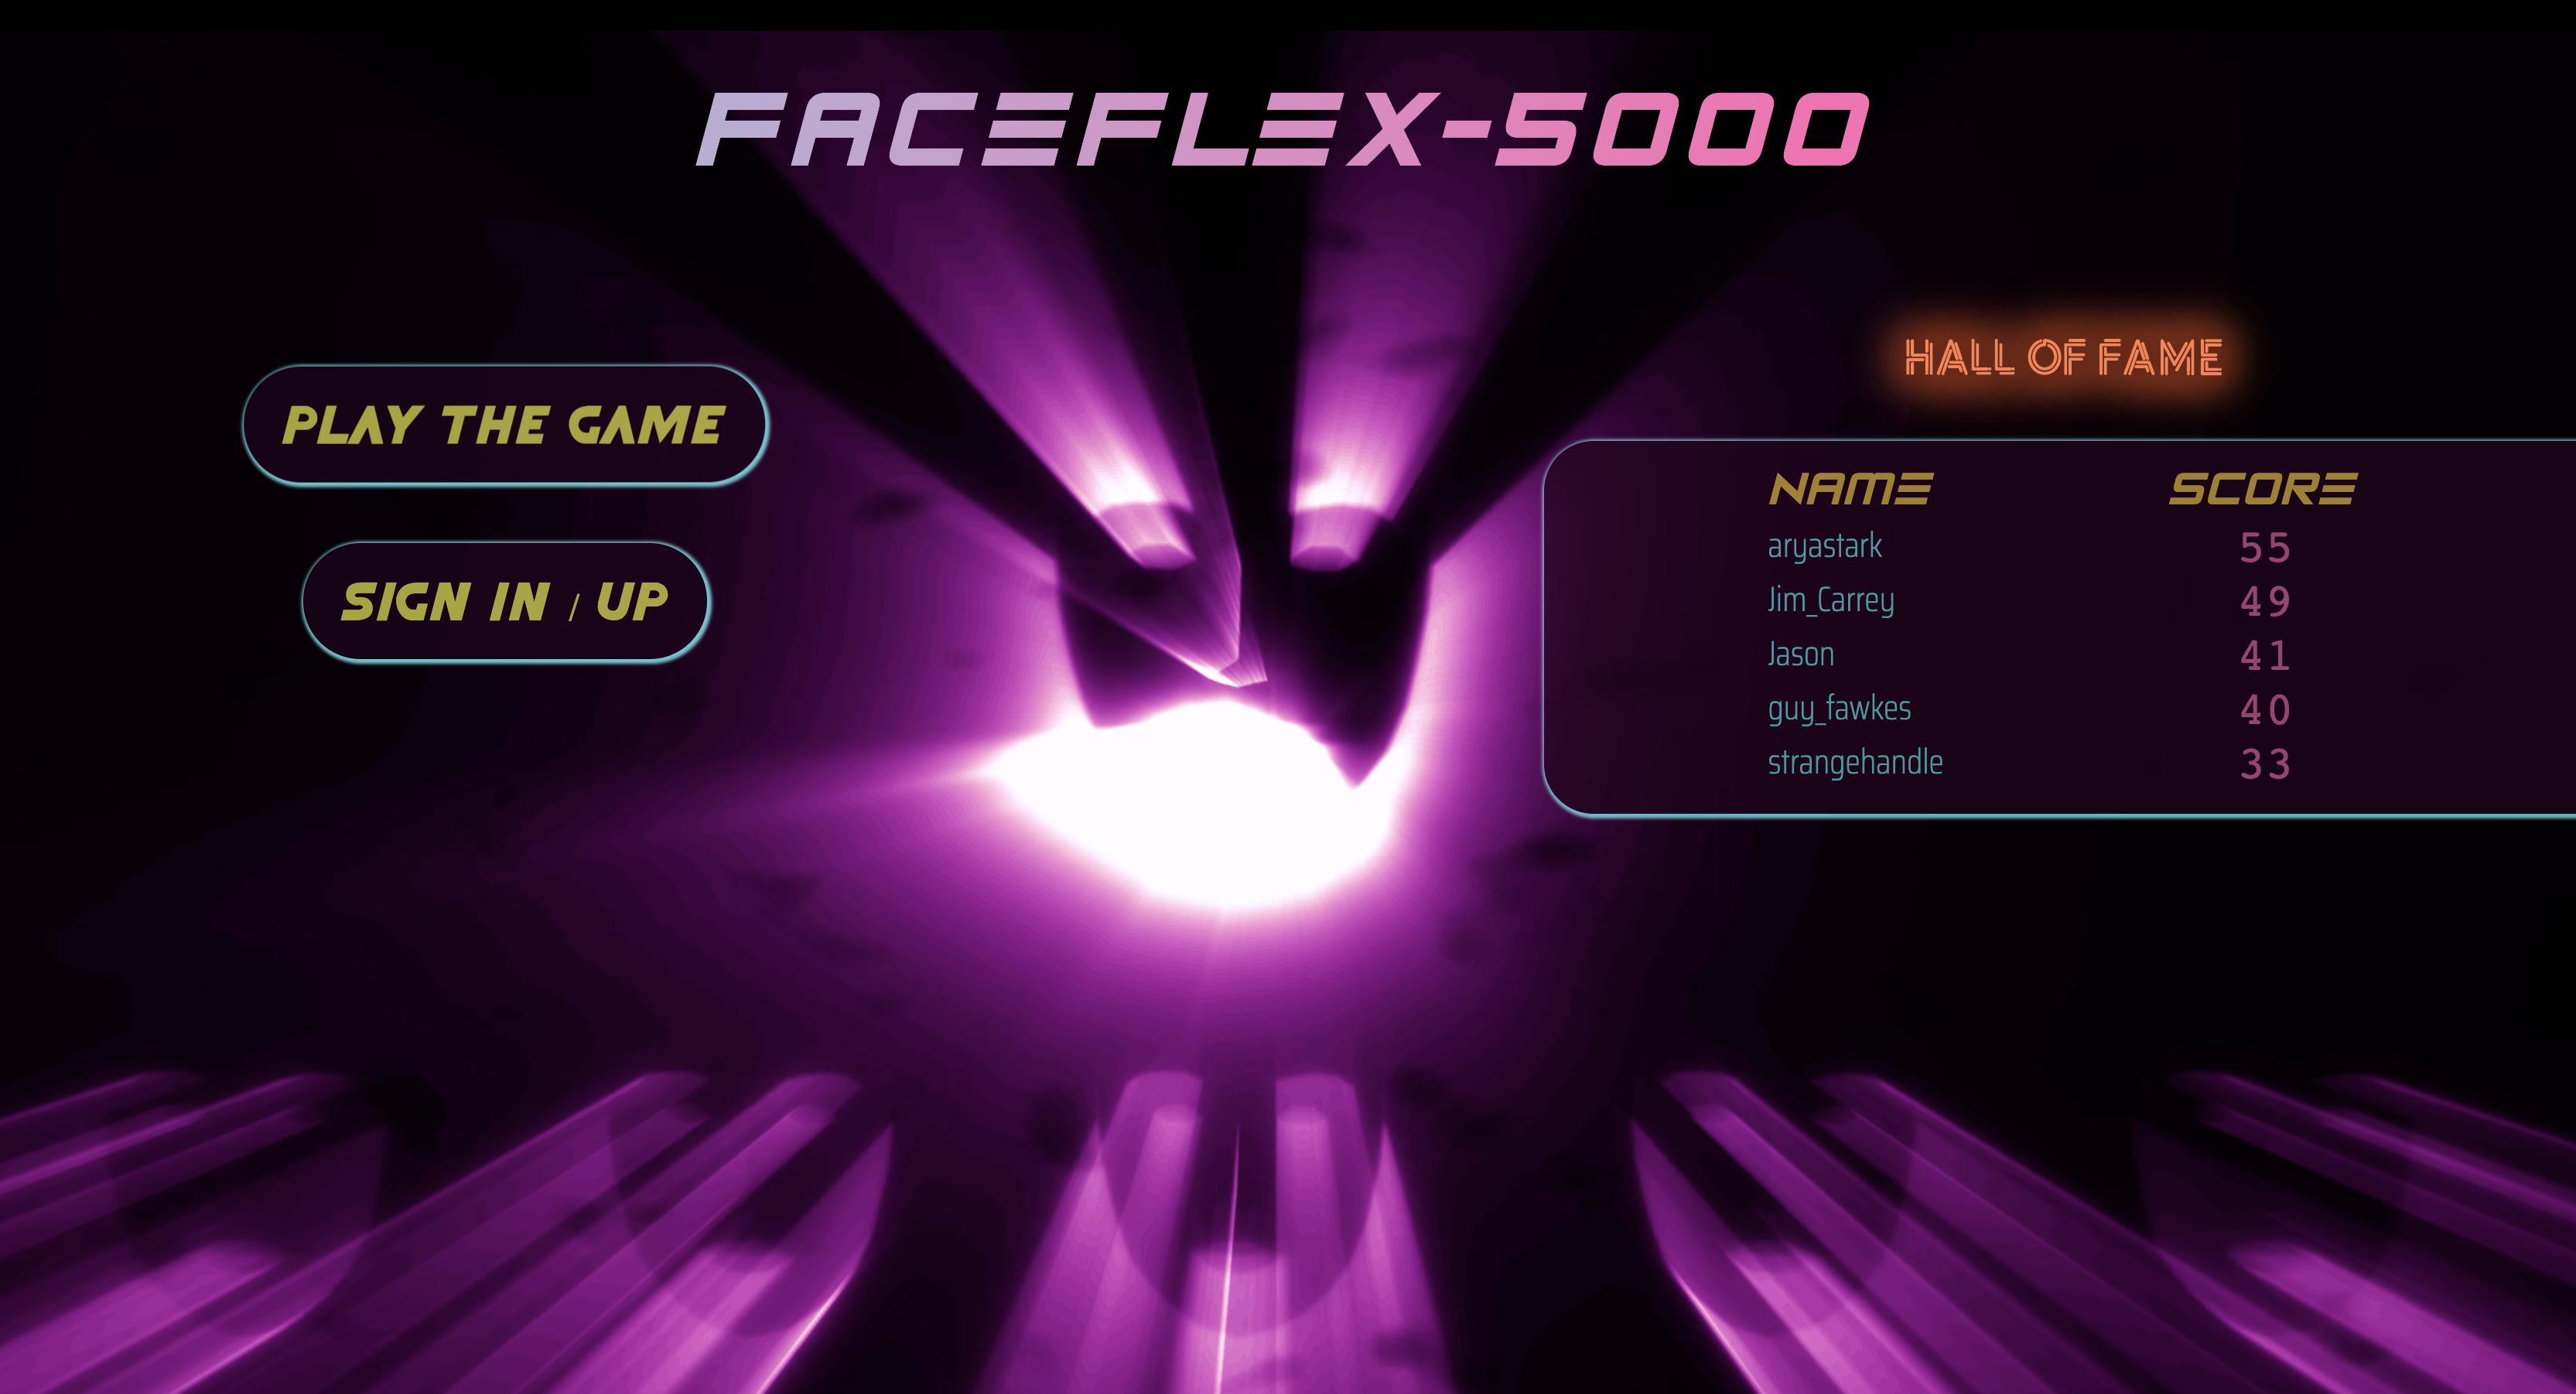 FACEFLEX-5000
PLAY THE GAME
SIGN IN / UP
HALL OF FAME
NAME SCORE
aryastark 55
Jim_Carrey 49
Jason 41
guy_fawkes 40
strangehandle 33